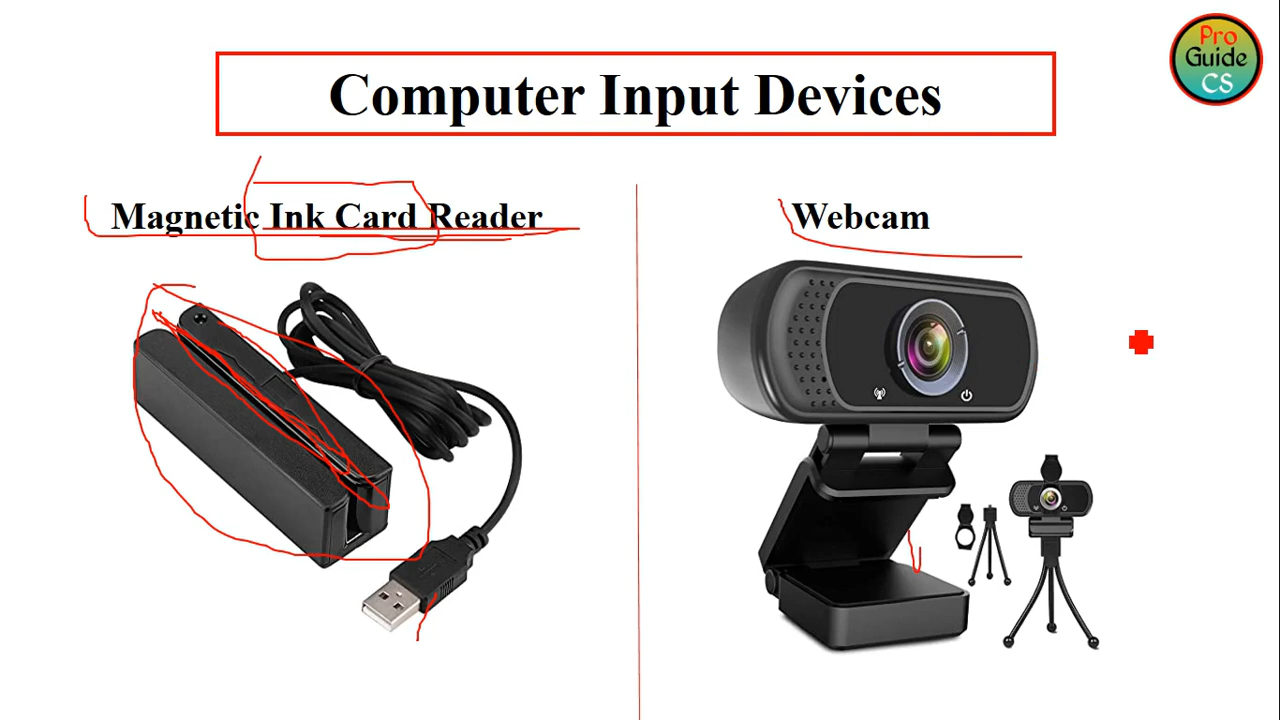 Pro
Guide
CS
Computer Input Devices
Magnetic Ink Card Reader
Webcam